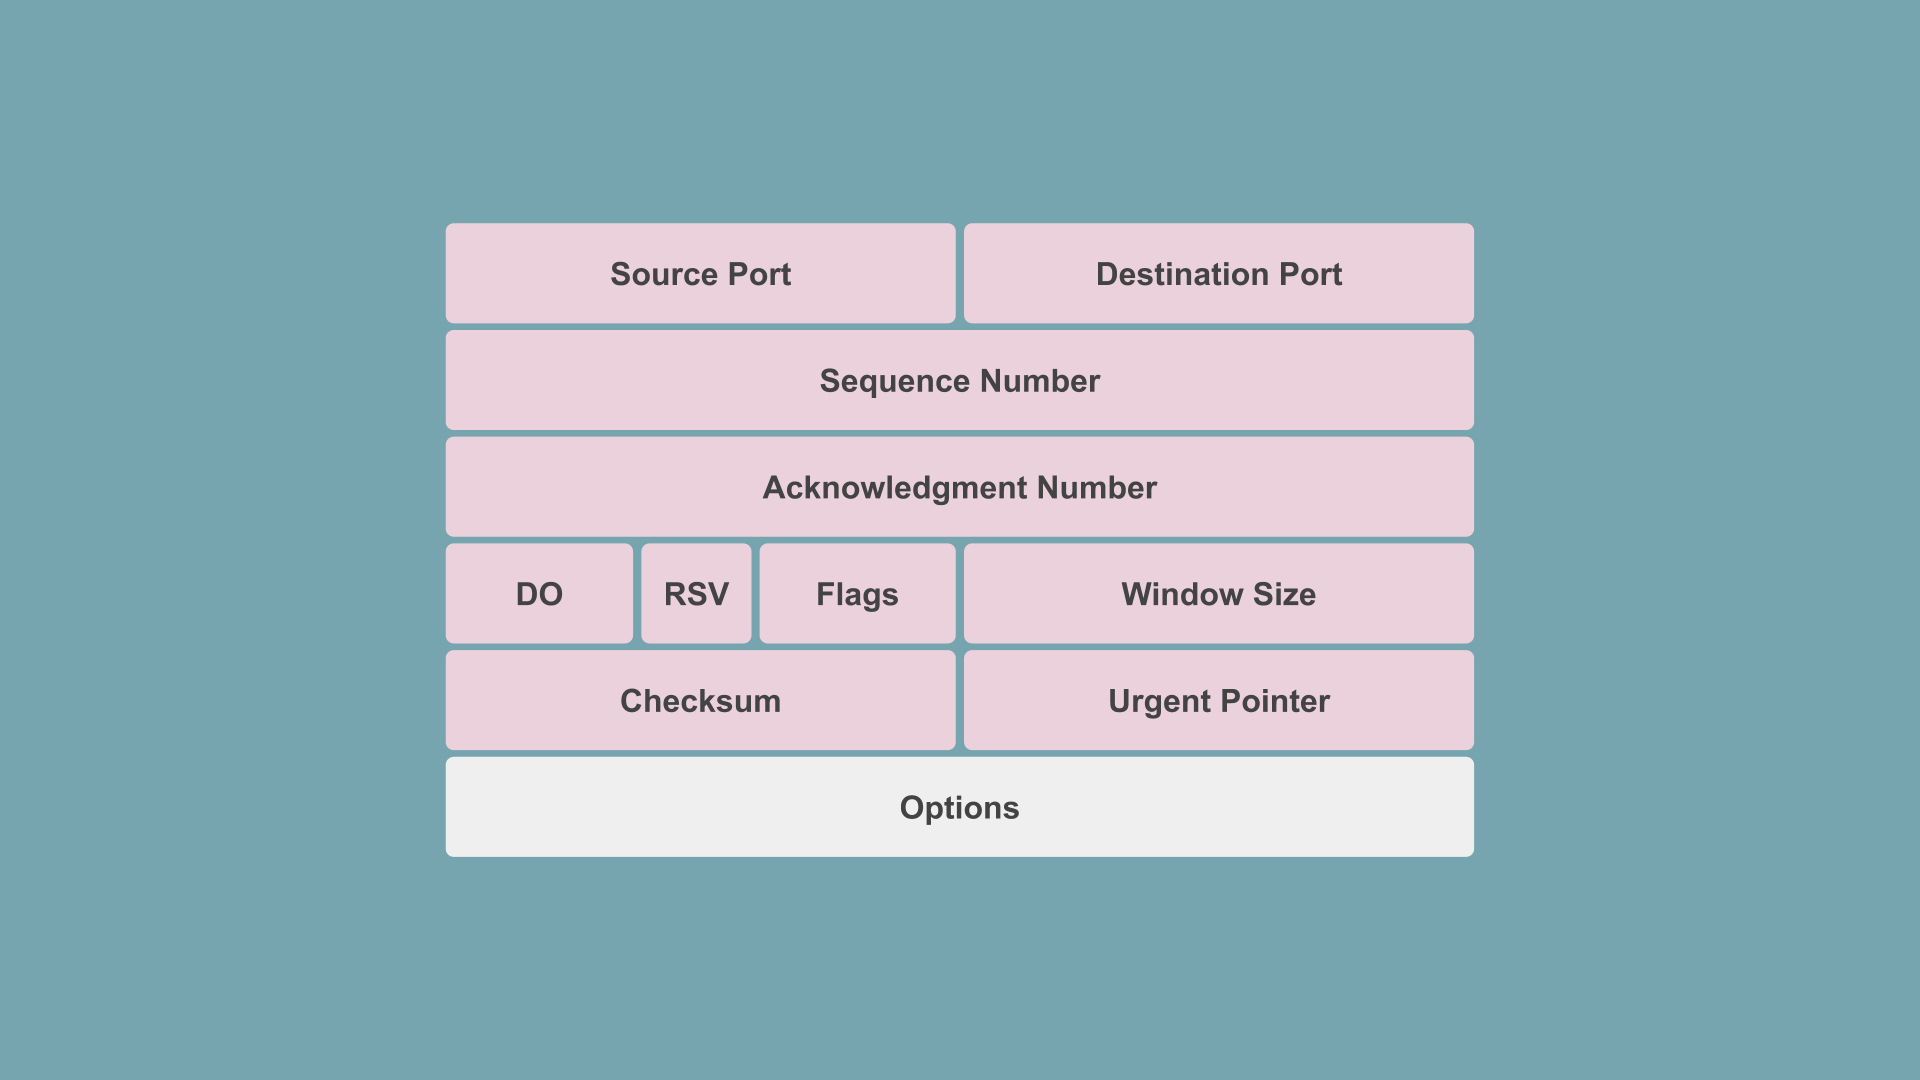 Source Port
Destination Port
Sequence Number
Acknowledgment Number
DO
RSV
Flags
Window Size
Checksum
Urgent Pointer
Options